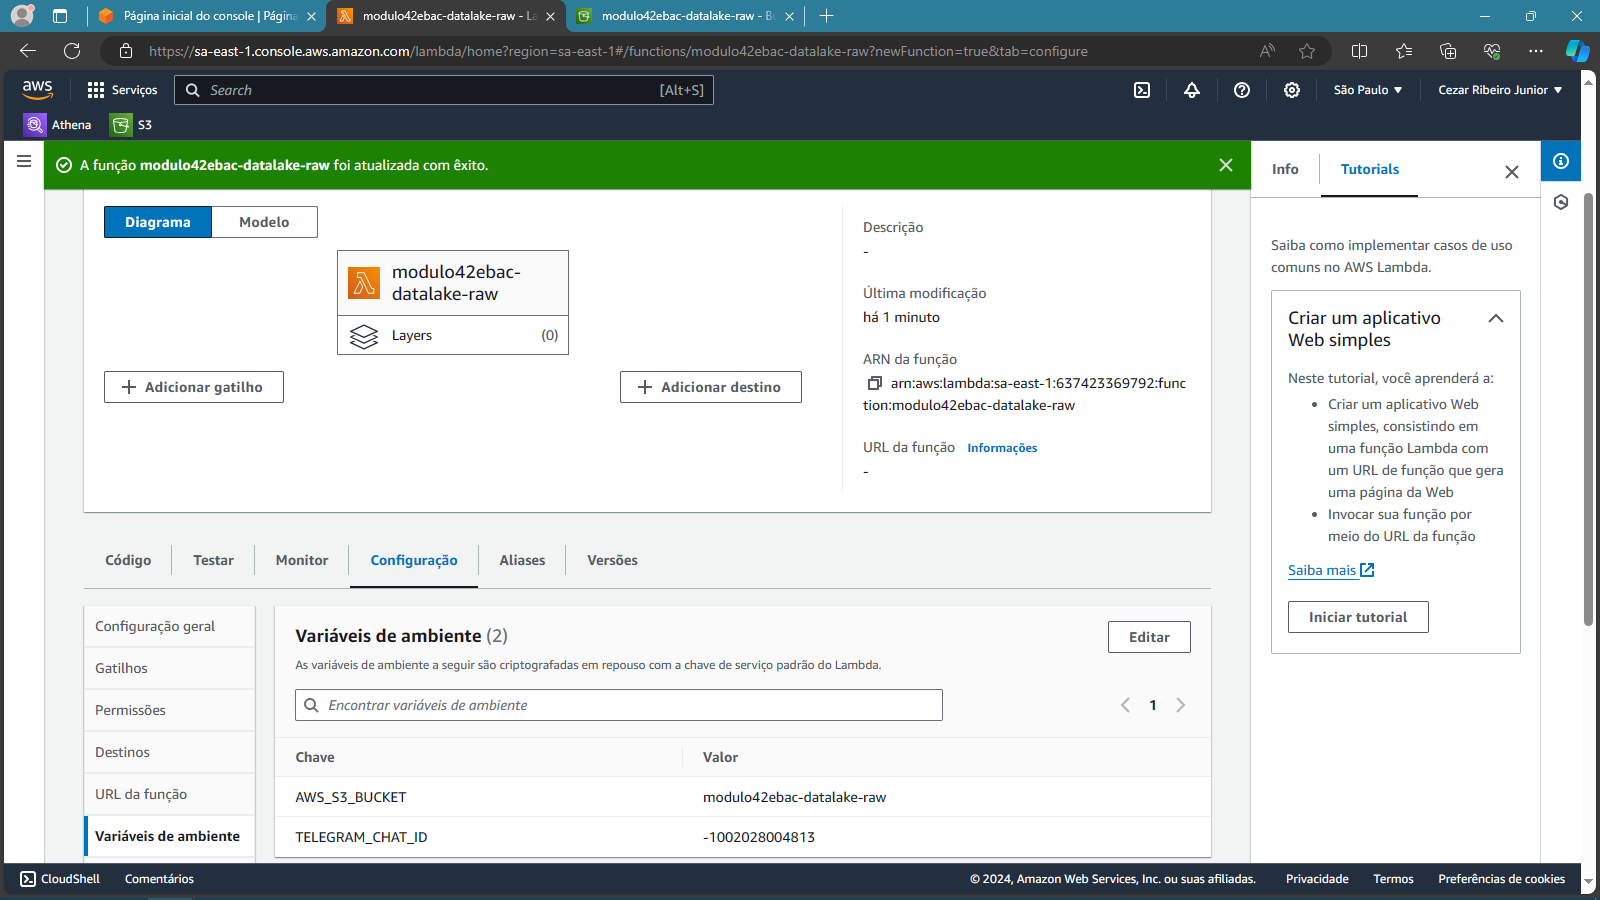 Página inicial do console | Página
modulo42ebac-datalake-raw - La
modulo42ebac-datalake-raw - Bu
https://sa-east-1.console.aws.amazon.com/lambda/home?region=sa-east-1#/functions/modulo42ebac-datalake-raw?newFunction=true&tab=configure
aws
Serviços
Search
[Alt+S]
São Paulo
Cezar Ribeiro Junior
Athena
S3
A função modulo42ebac-datalake-raw foi atualizada com êxito.
Diagrama
Modelo
modulo42ebac-
datalake-raw
Layers
(0)
Adicionar gatilho
Adicionar destino
Descrição
-
Última modificação
há 1 minuto
ARN da função
arn:aws:lambda:sa-east-1:637423369792:func
tion:modulo42ebac-datalake-raw
URL da função Informações
-
Info
Tutorials
Saiba como implementar casos de uso
comuns no AWS Lambda.
Criar um aplicativo
Web simples
Neste tutorial, você aprenderá a:
• Criar um aplicativo Web
simples, consistindo em
uma função Lambda com
um URL de função que gera
uma página da Web
• Invocar sua função por
meio do URL da função
Saiba mais
Iniciar tutorial
Código
Testar
Monitor
Configuração
Aliases
Versões
Configuração geral
Gatilhos
Permissões
Destinos
URL da função
Variáveis de ambiente
Variáveis de ambiente (2)
Editar
As variáveis de ambiente a seguir são criptografadas em repouso com a chave de serviço padrão do Lambda.
Encontrar variáveis de ambiente
1
Chave
Valor
AWS_S3_BUCKET
modulo42ebac-datalake-raw
TELEGRAM_CHAT_ID
-1002028004813
CloudShell
Comentários
© 2024, Amazon Web Services, Inc. ou suas afiliadas.
Privacidade
Termos
Preferências de cookies